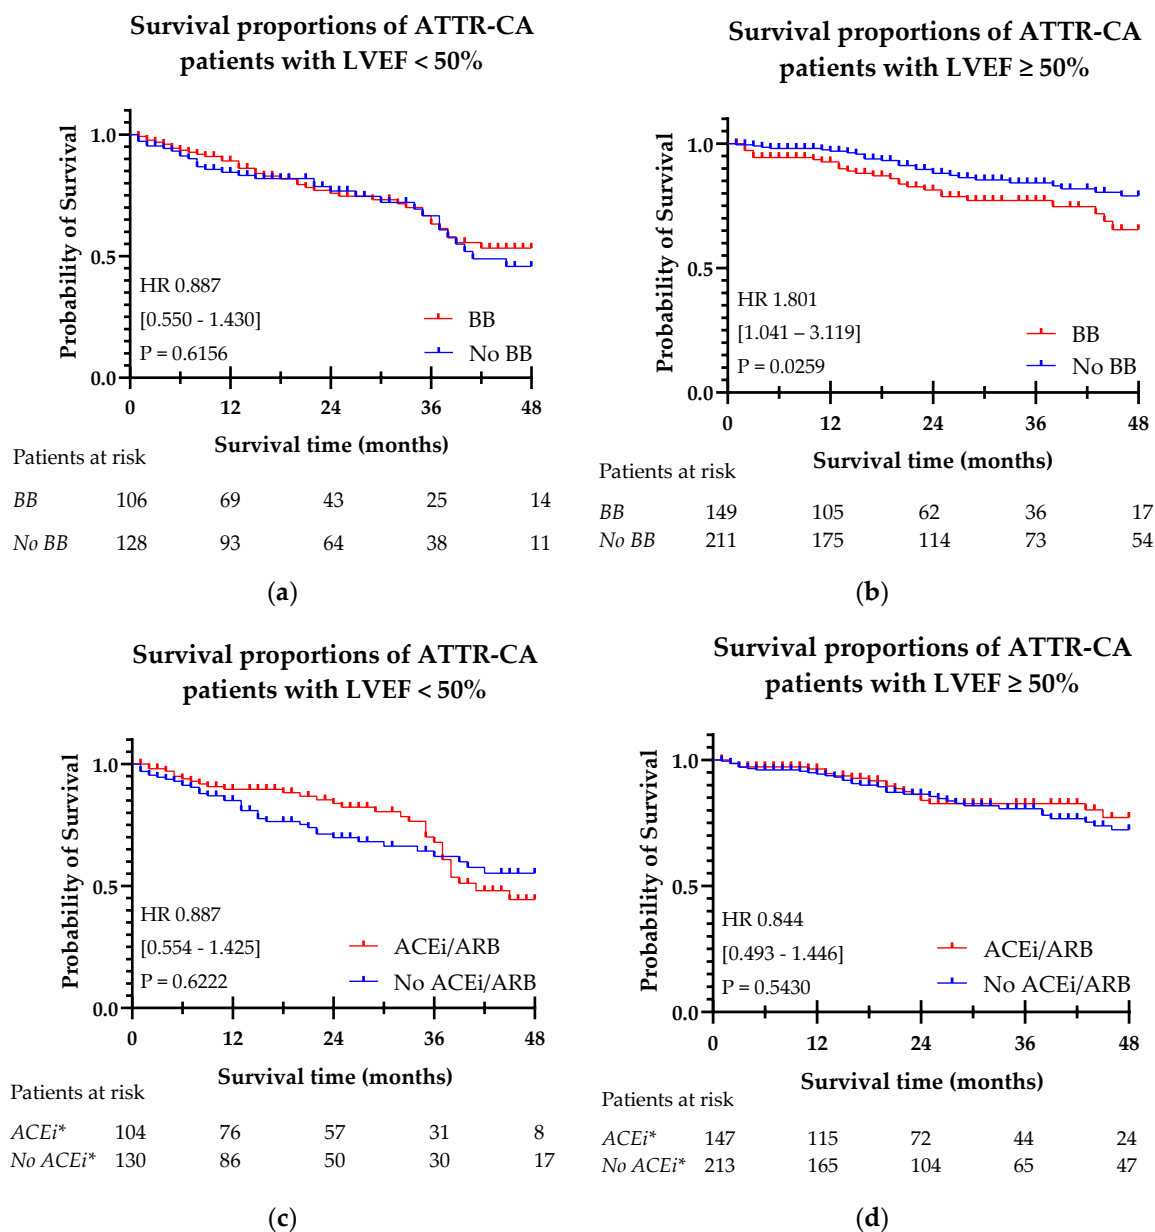 Survival proportions of ATTR-CA
patients with LVEF < 50%
Probability of Survival
1.0
0.5
0.0
HR 0.887
[0.550 - 1.430]
P = 0.6156
BB
No BB
0 12 24 36 48
Survival time (months)
Patients at risk
BB 106 69 43 25 14
No BB 128 93 64 38 11
(a)
Survival proportions of ATTR-CA
patients with LVEF ≥ 50%
Probability of Survival
1.0
0.5
0.0
HR 1.801
[1.041 – 3.119]
P = 0.0259
BB
No BB
0 12 24 36 48
Survival time (months)
Patients at risk
BB 149 105 62 36 17
No BB 211 175 114 73 54
(b)
Survival proportions of ATTR-CA
patients with LVEF < 50%
Probability of Survival
1.0
0.5
0.0
HR 0.887
[0.554 - 1.425]
P = 0.6222
ACEi/ARB
No ACEi/ARB
0 12 24 36 48
Survival time (months)
Patients at risk
ACEi* 104 76 57 31 8
No ACEi* 130 86 50 30 17
(c)
Survival proportions of ATTR-CA
patients with LVEF ≥ 50%
Probability of Survival
1.0
0.5
0.0
HR 0.844
[0.493 - 1.446]
P = 0.5430
ACEi/ARB
No ACEi/ARB
0 12 24 36 48
Survival time (months)
Patients at risk
ACEi* 147 115 72 44 24
No ACEi* 213 165 104 65 47
(d)